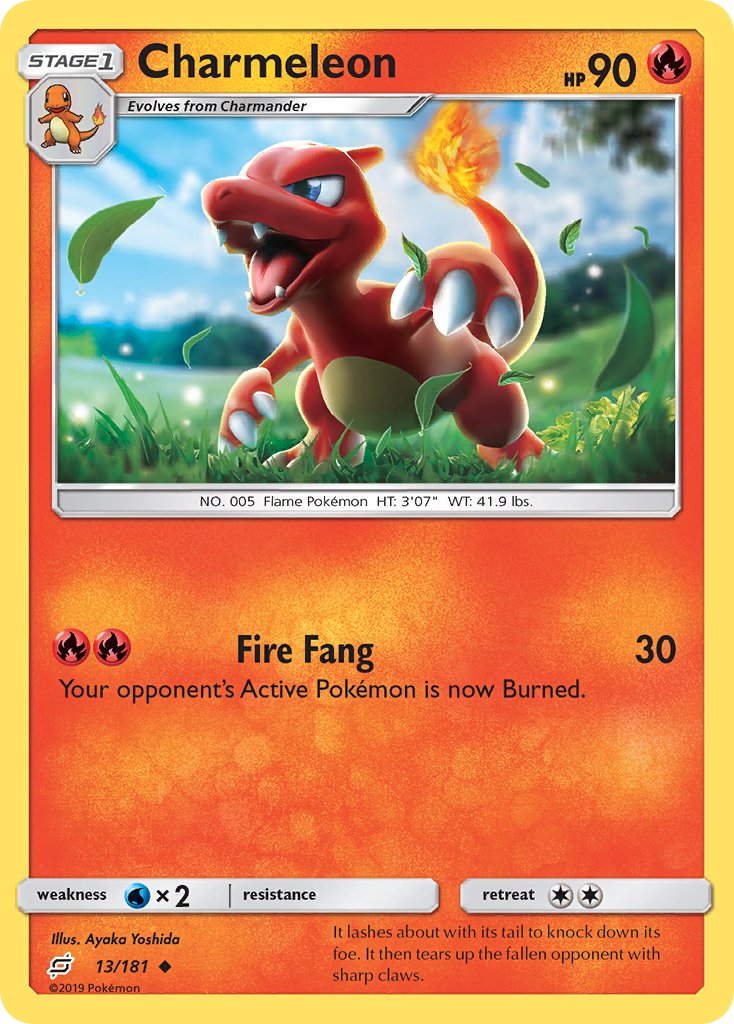 STAGE1
Charmeleon
HP90
Evolves from Charmander
NO. 005 Flame Pokémon HT: 3'07" WT: 41.9 lbs.
Fire Fang 30
Your opponent's Active Pokémon is now Burned.
weakness ×2 resistance retreat
Illus. Ayaka Yoshida
13/181
©2019 Pokémon
It lashes about with its tail to knock down its
foe. It then tears up the fallen opponent with
sharp claws.